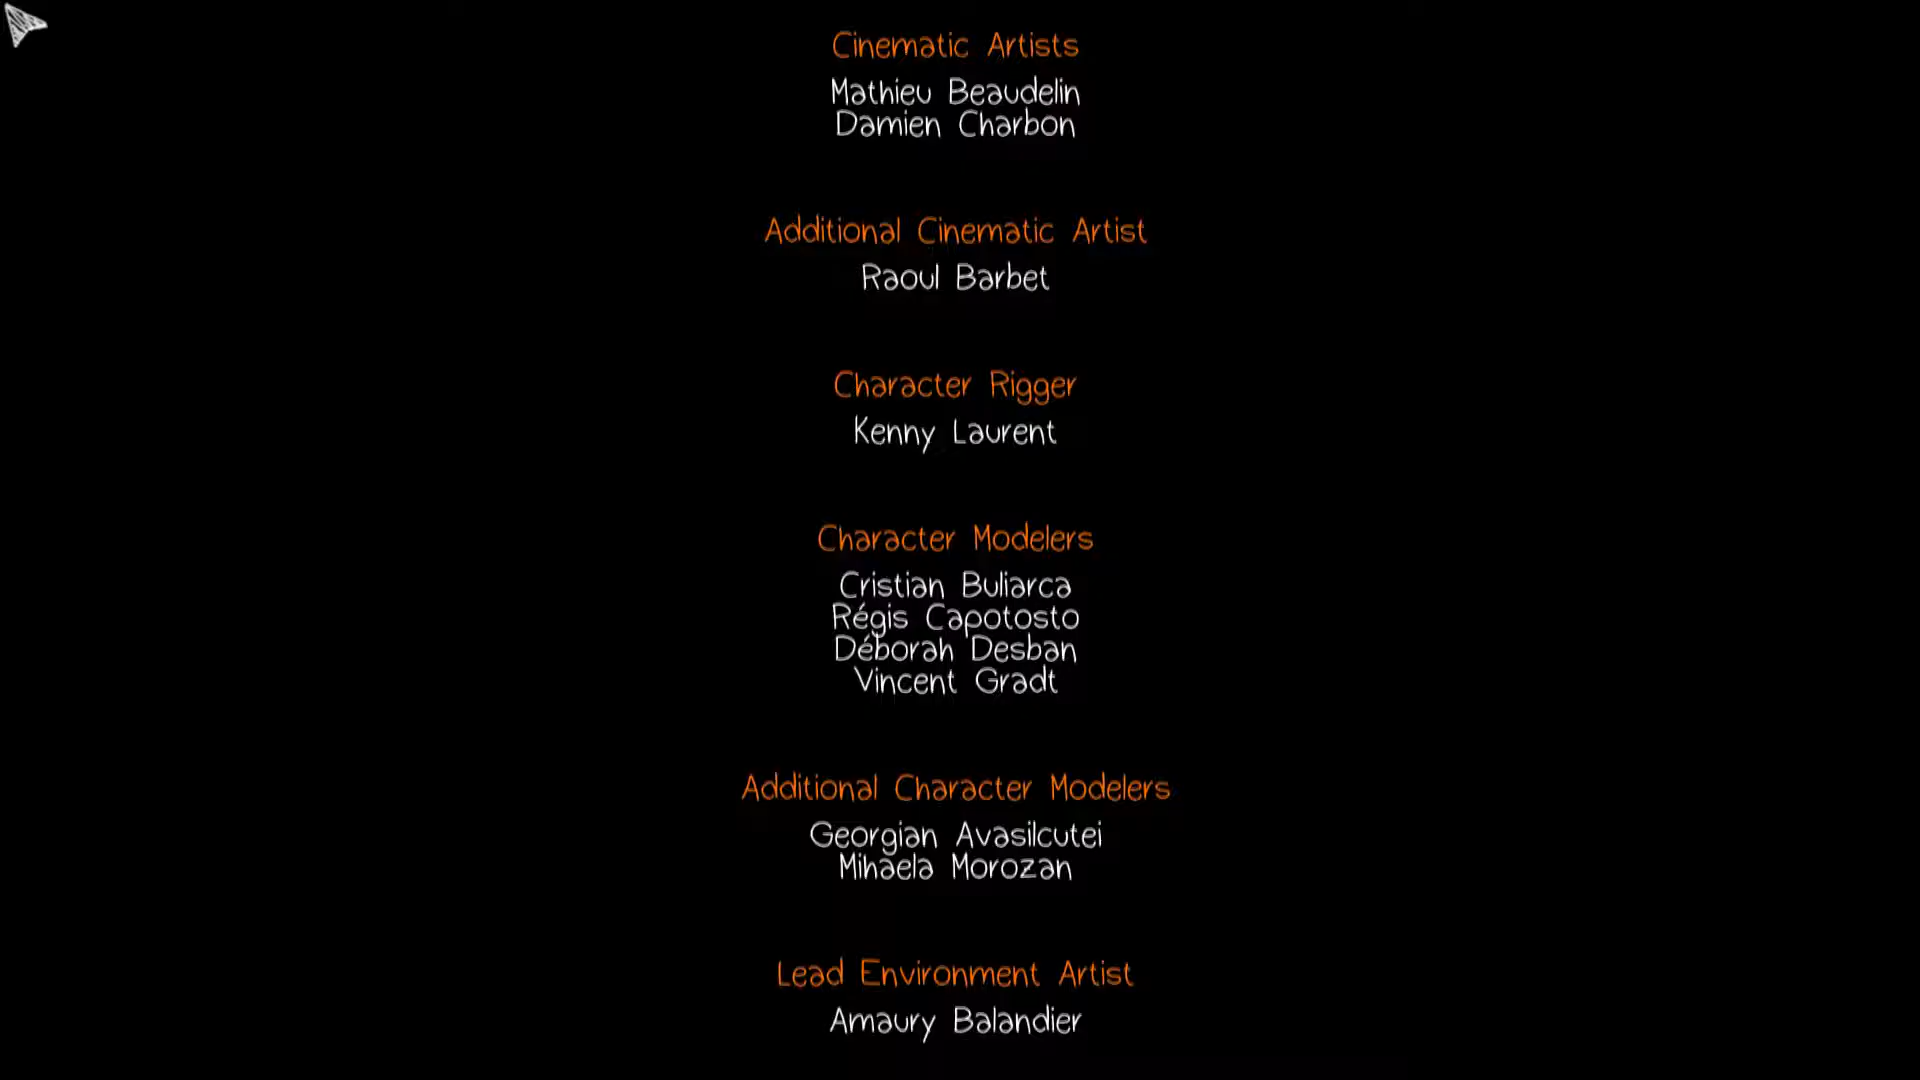 Cinematic Artists
Mathieu Beaudelin
Damien Charbon
Additional Cinematic Artist
Raoul Barbet
Character Rigger
Kenny Laurent
Character Modelers
Cristian Buliarca
Régis Capotosto
Déborah Desban
Vincent Gradt
Additional Character Modelers
Georgian Avasilcutei
Mihaela Morozan
Lead Environment Artist
Amaury Balandier